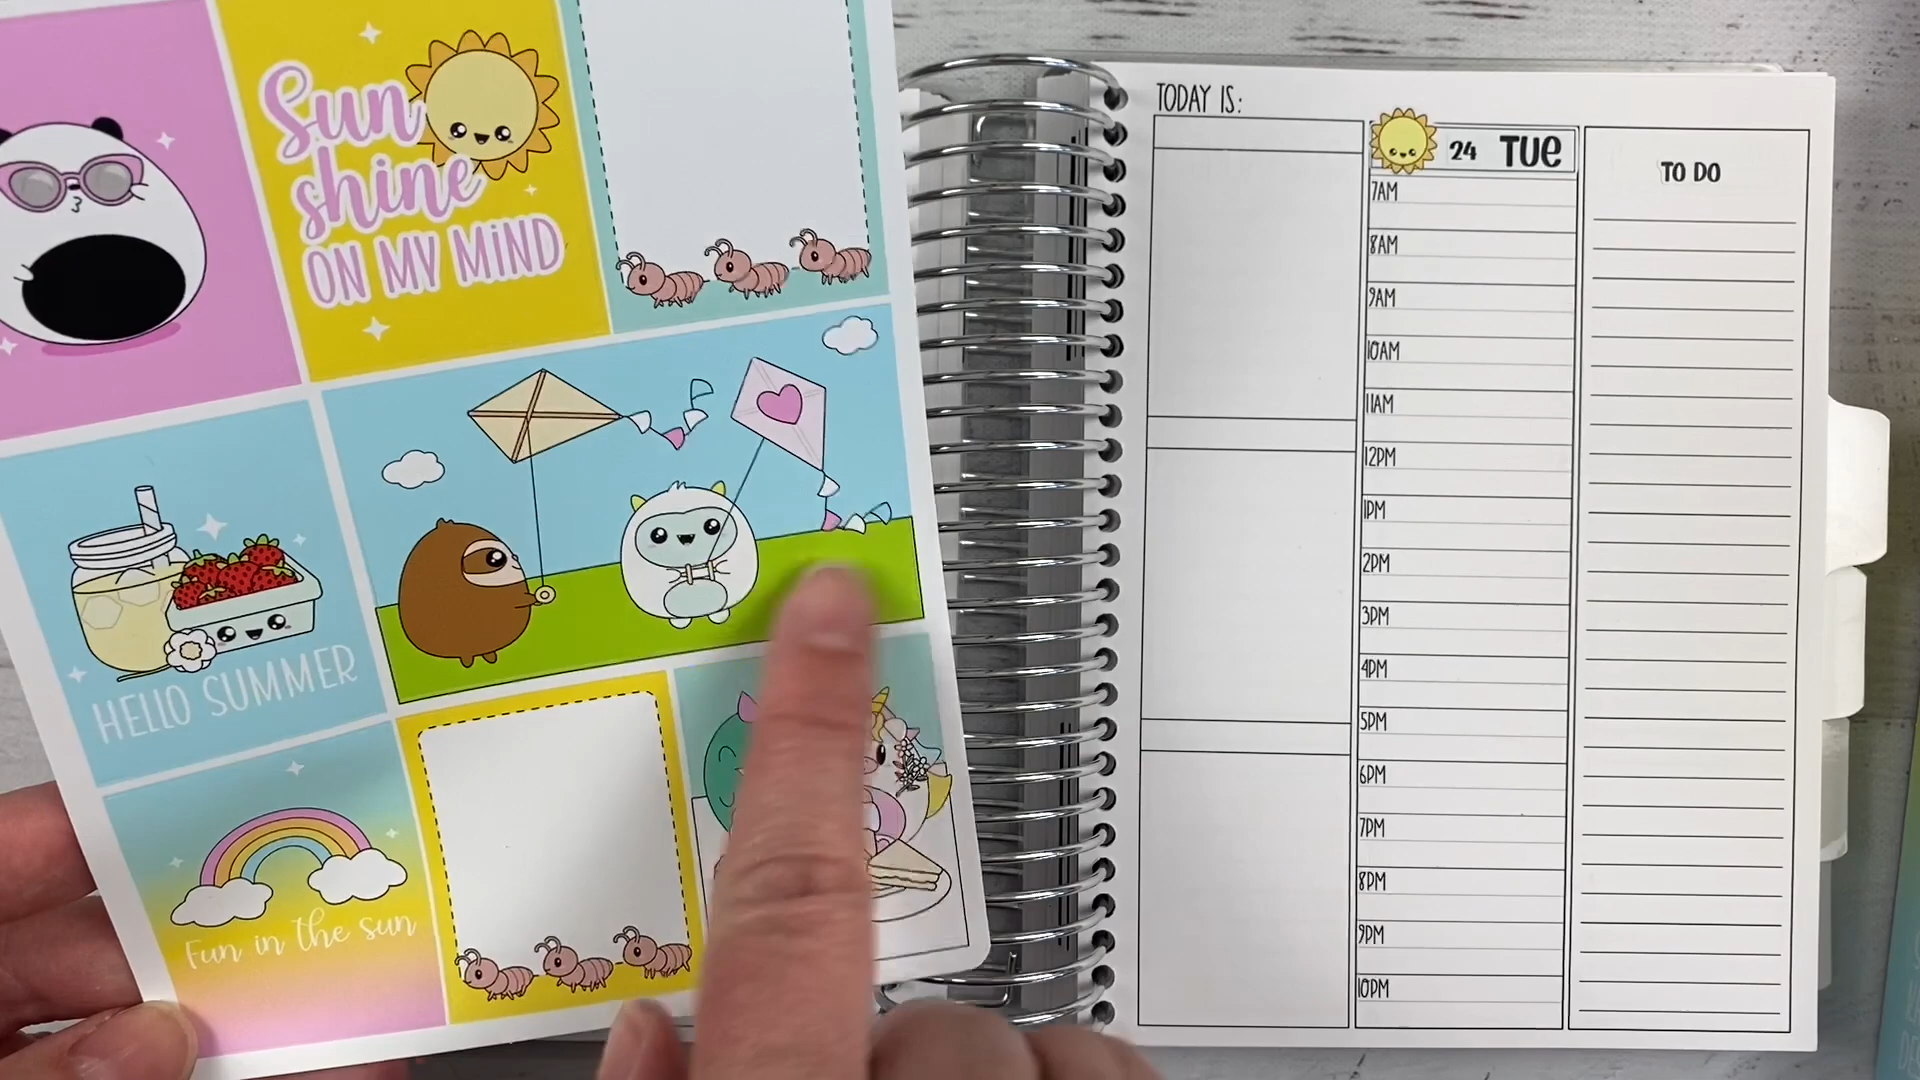 Sun
shine
ON MY MIND
HELLO SUMMER
Fun in the sun
TODAY IS:
24 TUE
TO DO
7AM
8AM
9AM
10AM
11AM
12PM
1PM
2PM
3PM
4PM
5PM
6PM
7PM
8PM
9PM
10PM